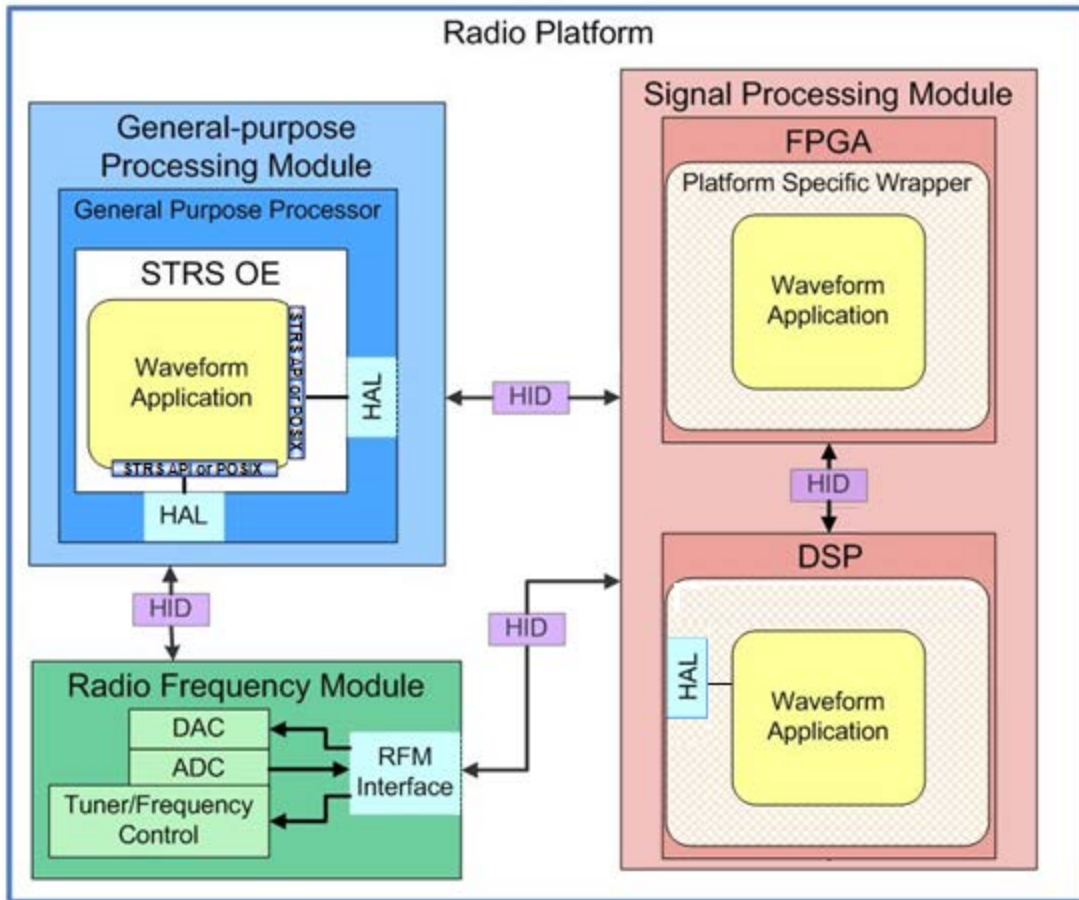 Radio Platform
General-purpose
Processing Module
General Purpose Processor
STRS OE
Waveform
Application
STRS API or POSIX
HAL
STRS API or POSIX
HAL
HID
Signal Processing Module
FPGA
Platform Specific Wrapper
Waveform
Application
HID
DSP
HAL
Waveform
Application
HID
HID
Radio Frequency Module
DAC
ADC
Tuner/Frequency
Control
RFM
Interface